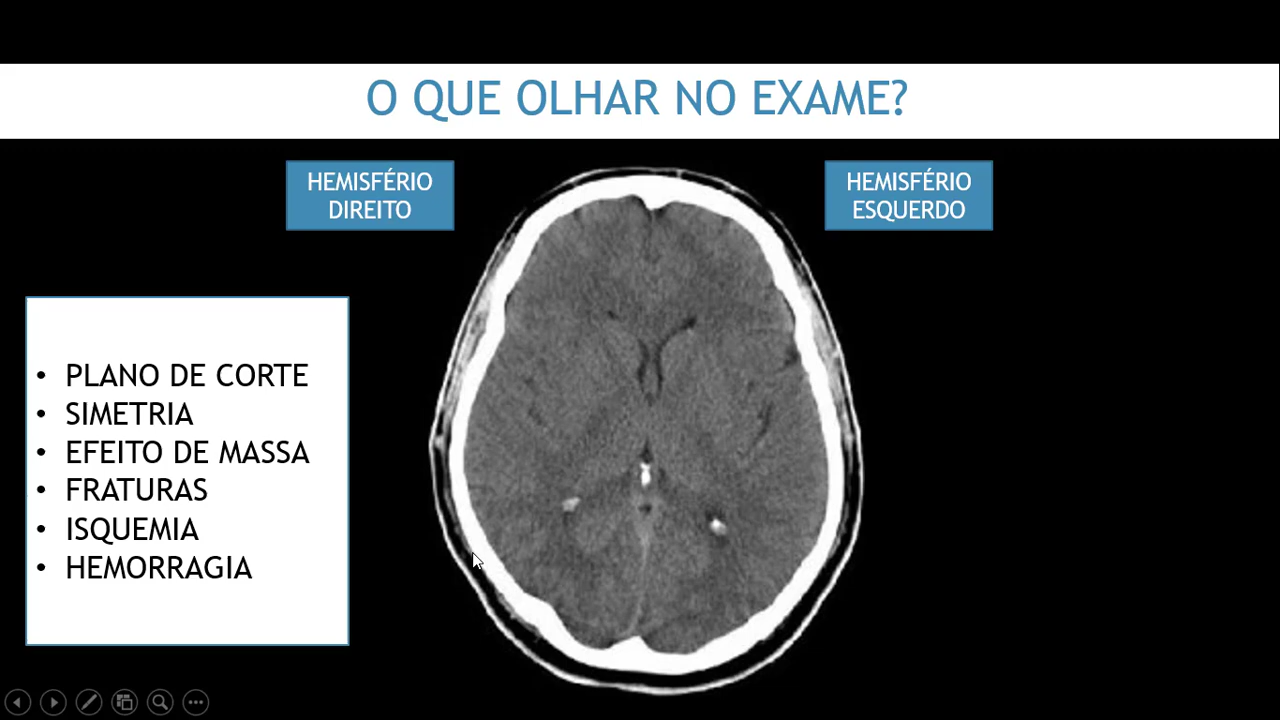 O QUE OLHAR NO EXAME?
HEMISFÉRIO
DIREITO
HEMISFÉRIO
ESQUERDO
• PLANO DE CORTE
• SIMETRIA
• EFEITO DE MASSA
• FRATURAS
• ISQUEMIA
• HEMORRAGIA